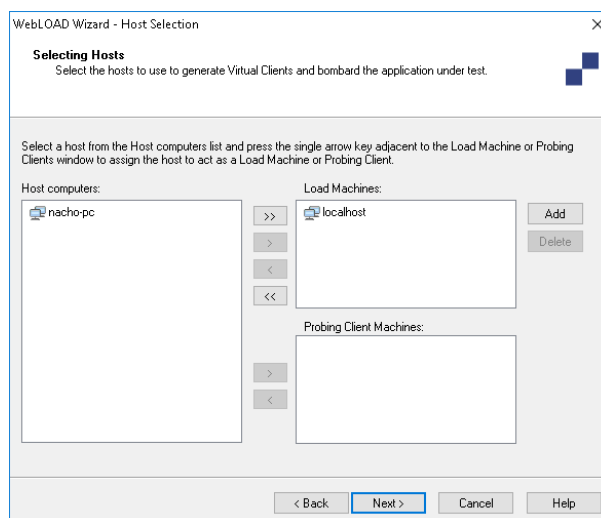 WebLOAD Wizard - Host Selection
Selecting Hosts
Select the hosts to use to generate Virtual Clients and bombard the application under test.
Select a host from the Host computers list and press the single arrow key adjacent to the Load Machine or Probing
Clients window to assign the host to act as a Load Machine or Probing Client.
Host computers:
Load Machines:
nacho-pc
>>
localhost
Add
>
Delete
<
<<
Probing Client Machines:
>
<
< Back
Next >
Cancel
Help